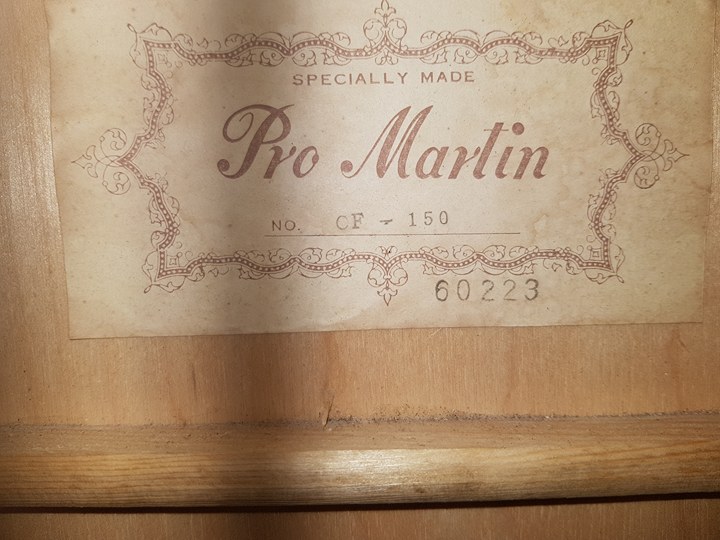 SPECIALLY MADE
Pro Martin
NO. CF - 150
60223